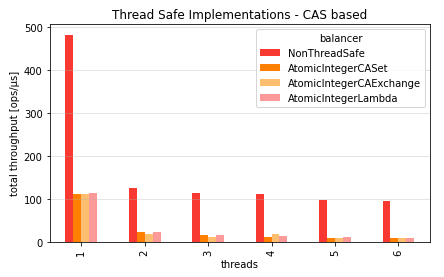 Thread Safe Implementations - CAS based
balancer
NonThreadSafe
AtomicIntegerCASet
AtomicIntegerCAExchange
AtomicIntegerLambda
total throughput [ops/µs]
500
400
300
200
100
0
1 2 3 4 5 6
threads